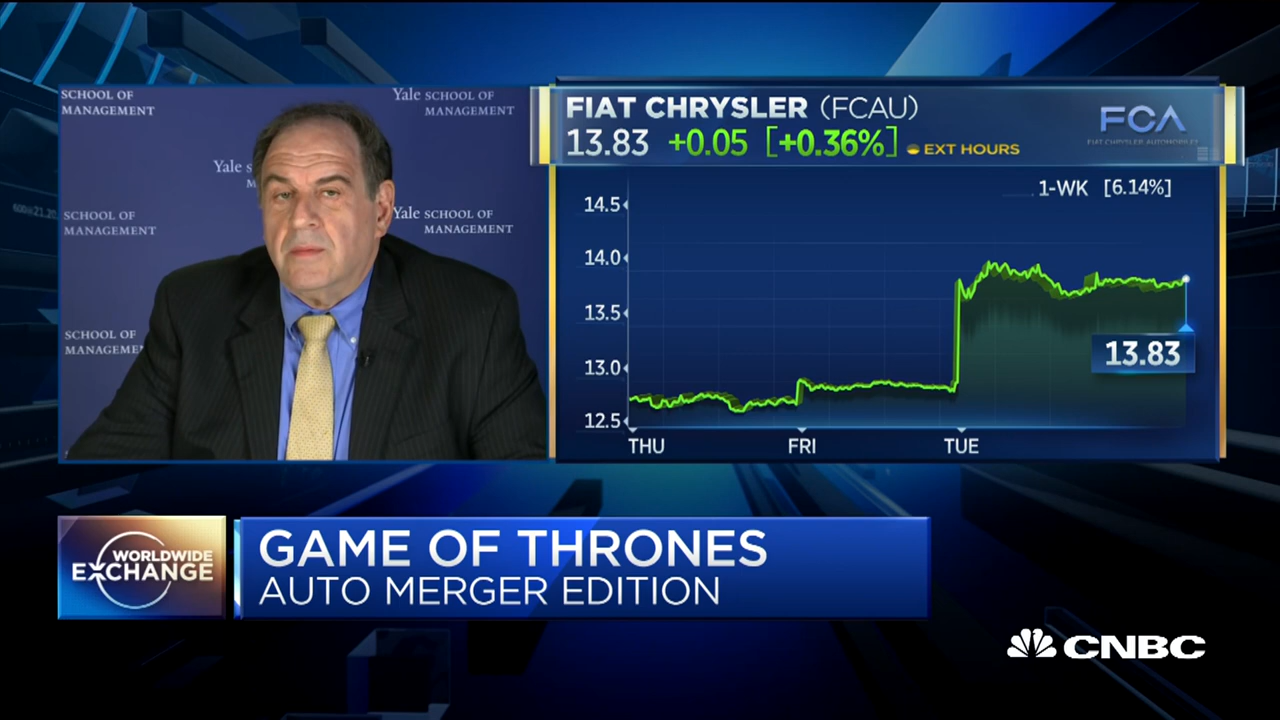 SCHOOL OF
MANAGEMENT
Yale SCHOOL OF
MANAGEMENT
Yale
SCHOOL OF
MANAGEMENT
Yale SCHOOL OF
MANAGEMENT
SCHOOL OF
FIAT CHRYSLER (FCAU)
13.83 +0.05 [+0.36%] EXT HOURS
FCA
FIAT CHRYSLER AUTOMOBILES
1-WK [6.14%]
14.5
14.0
13.5
13.0
12.5
13.83
THU FRI TUE
WORLDWIDE
EXCHANGE
GAME OF THRONES
AUTO MERGER EDITION
CNBC